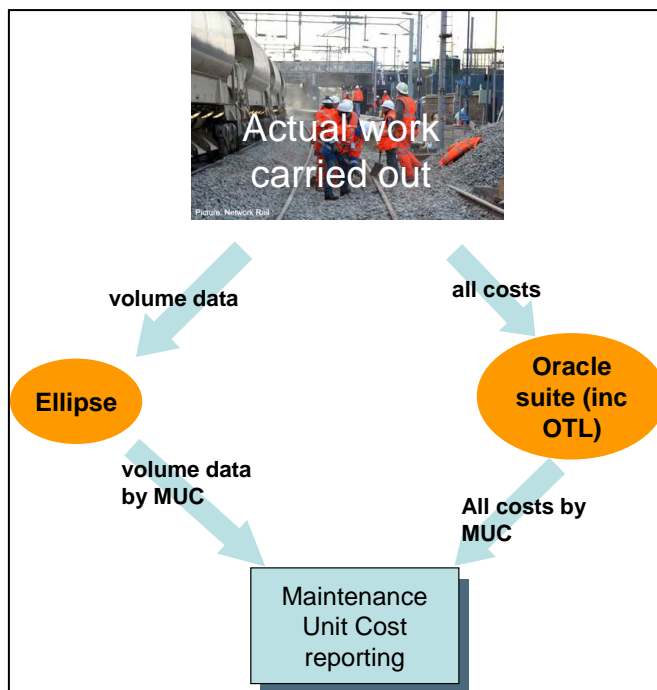 Actual work
carried out
Picture: Network Rail
volume data
all costs
Ellipse
Oracle
suite (inc
OTL)
volume data
by MUC
All costs by
MUC
Maintenance
Unit Cost
reporting